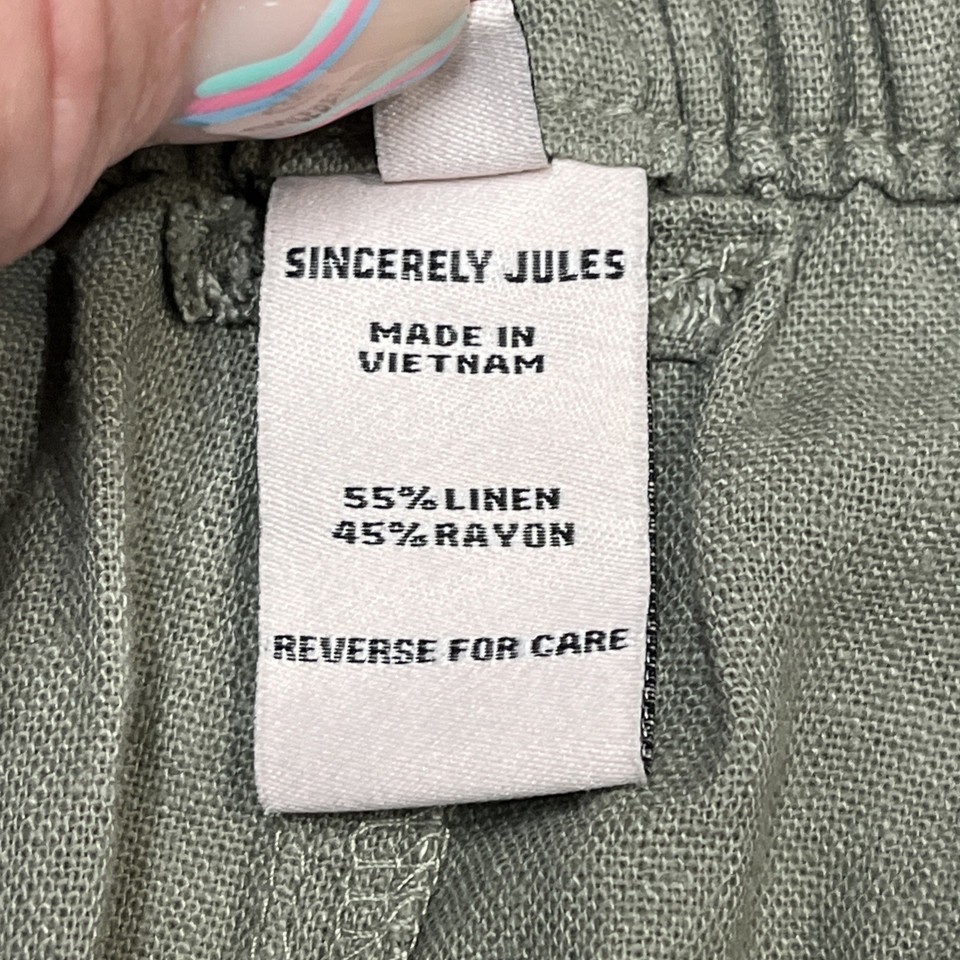 SINCERELY JULES
MADE IN
VIETNAM
55% LINEN
45% RAYON
REVERSE FOR CARE